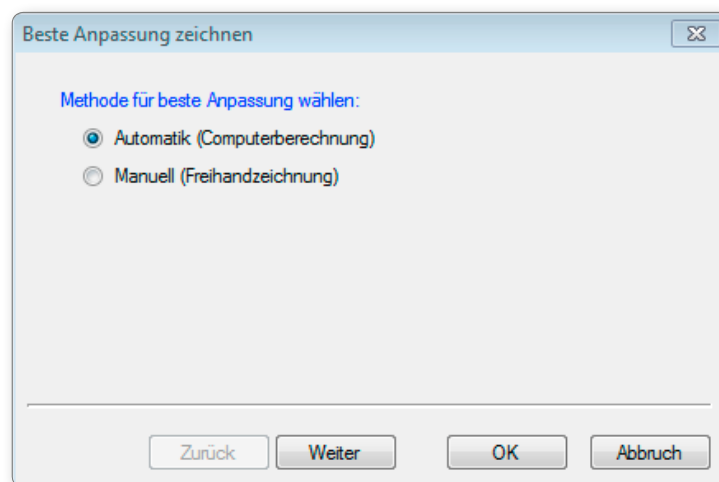 Beste Anpassung zeichnen
Methode für beste Anpassung wählen:
Automatik (Computerberechnung)
Manuell (Freihandzeichnung)
Zurück Weiter OK Abbruch